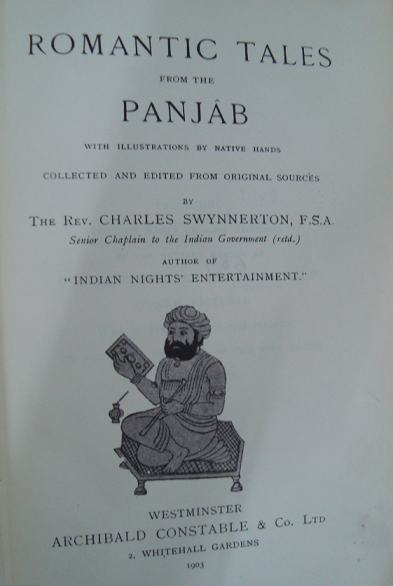 ROMANTIC TALES
FROM THE
PANJÂB
WITH ILLUSTRATIONS BY NATIVE HANDS
COLLECTED AND EDITED FROM ORIGINAL SOURCES
BY
THE REV. CHARLES SWYNNERTON, F.S.A.
Senior Chaplain to the Indian Government (retd.)
AUTHOR OF
"INDIAN NIGHTS' ENTERTAINMENT."
WESTMINSTER
ARCHIBALD CONSTABLE & Co. LTD
2, WHITEHALL GARDENS
1903